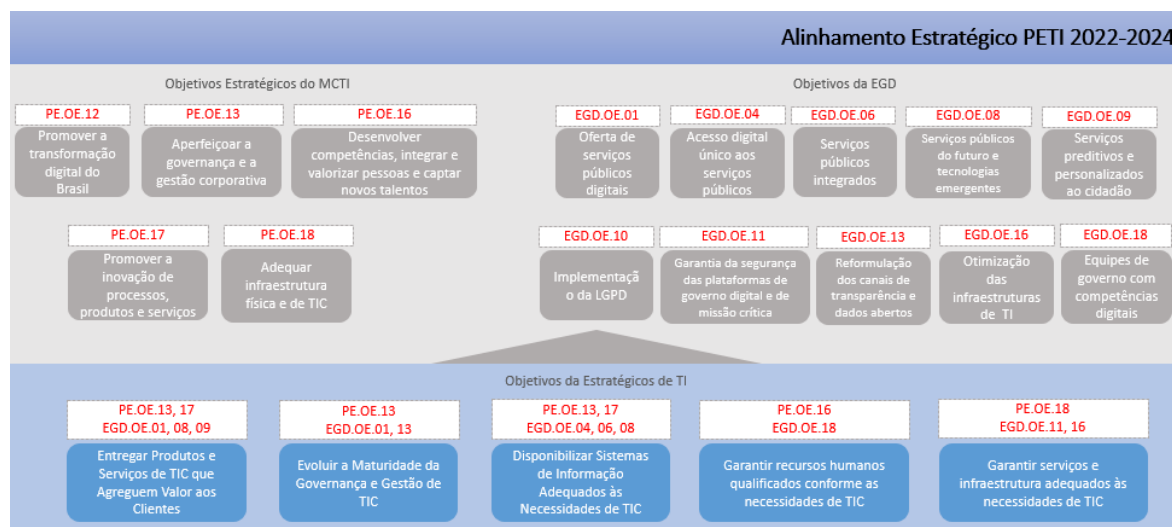 Alinhamento Estratégico PETI 2022-2024
Objetivos Estratégicos do MCTI
PE.OE.12
Promover a
transformação
digital do
Brasil
PE.OE.13
Aperfeiçoar a
governança e a
gestão corporativa
PE.OE.16
Desenvolver
competências, integrar e
valorizar pessoas e captar
novos talentos
PE.OE.17
Promover a
inovação de
processos,
produtos e serviços
PE.OE.18
Adequar
infraestrutura
física e de TIC
Objetivos da EGD
EGD.OE.01
Oferta de
serviços
públicos
digitais
EGD.OE.04
Acesso digital
único aos
serviços
públicos
EGD.OE.06
Serviços
públicos
integrados
EGD.OE.08
Serviços públicos
do futuro e
tecnologias
emergentes
EGD.OE.09
Serviços
preditivos e
personalizados
ao cidadão
EGD.OE.10
Implementaçã
o da LGPD
EGD.OE.11
Garantia da segurança
das plataformas de
governo digital e de
missão crítica
EGD.OE.13
Reformulação
dos canais de
transparência e
dados abertos
EGD.OE.16
Otimização
das
infraestruturas
de TI
EGD.OE.18
Equipes de
governo com
competências
digitais
Objetivos da Estratégicos de TI
PE.OE.13, 17
EGD.OE.01, 08, 09
Entregar Produtos e
Serviços de TIC que
Agreguem Valor aos
Clientes
PE.OE.13
EGD.OE.01, 13
Evoluir a Maturidade da
Governança e Gestão de
TIC
PE.OE.13, 17
EGD.OE.04, 06, 08
Disponibilizar Sistemas
de Informação
Adequados às
Necessidades de TIC
PE.OE.16
EGD.OE.18
Garantir recursos humanos
qualificados conforme as
necessidades de TIC
PE.OE.18
EGD.OE.11, 16
Garantir serviços e
infraestrutura adequados às
necessidades de TIC